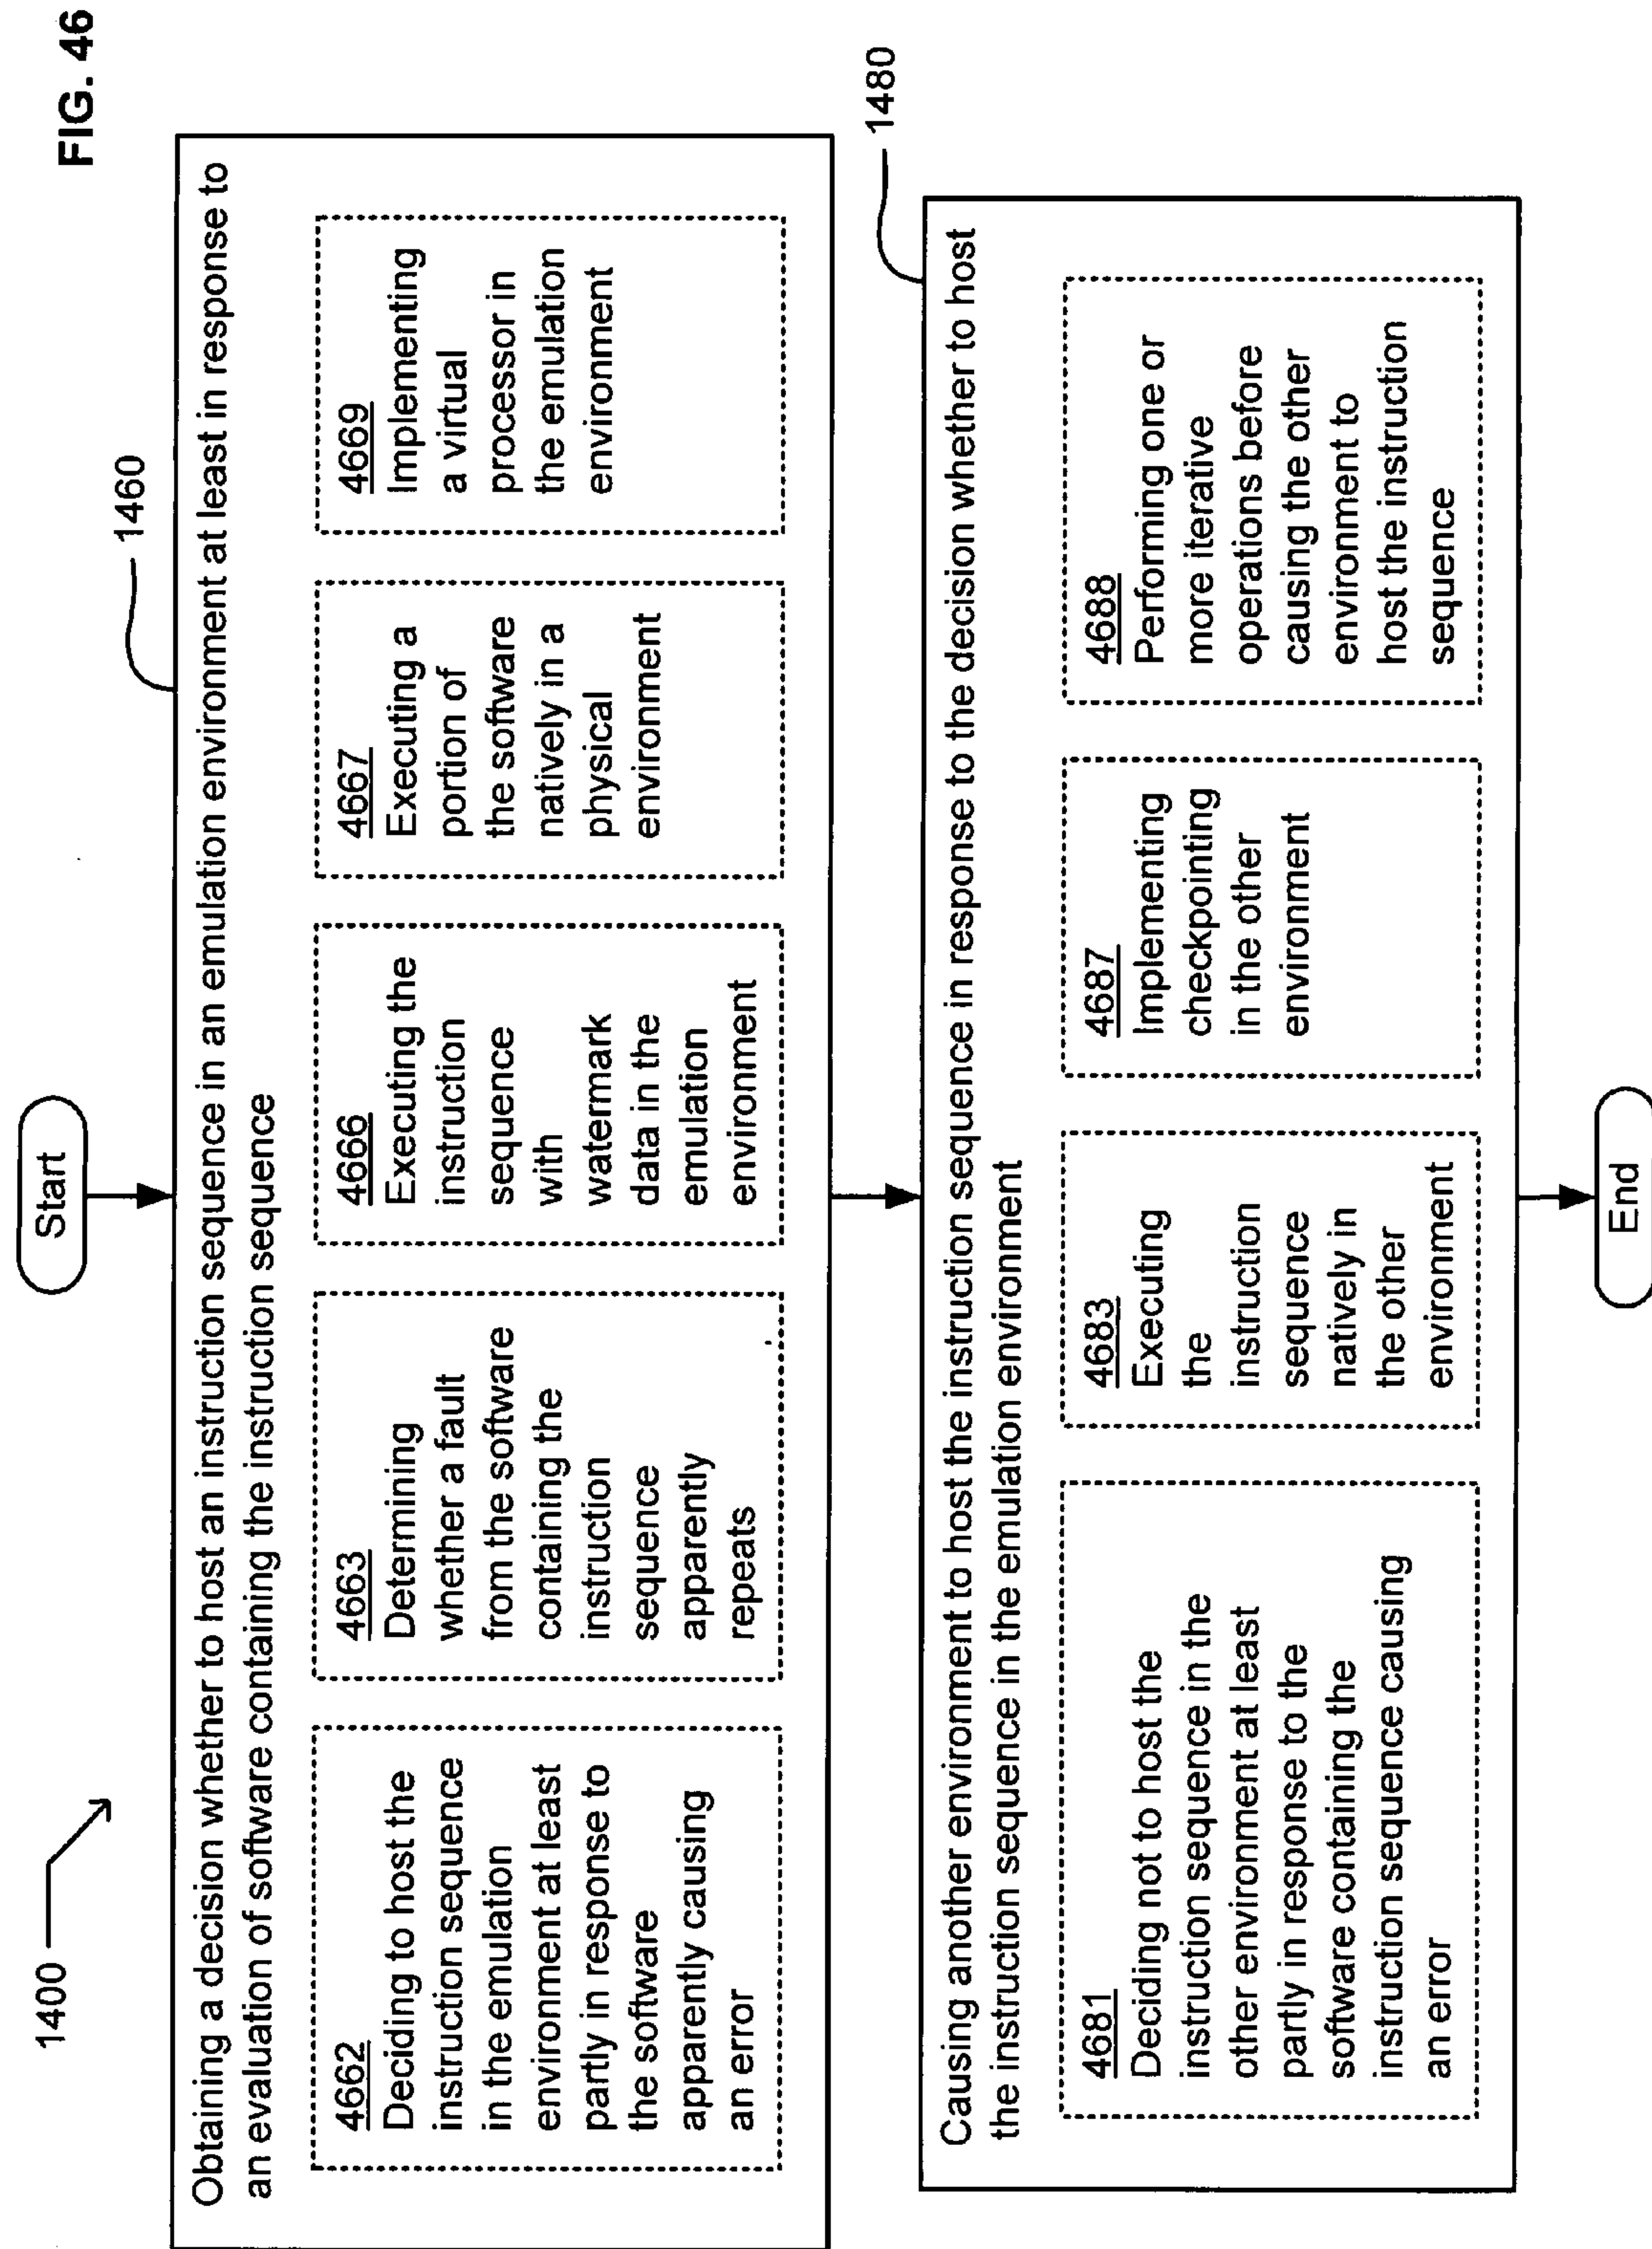 FIG. 46
1400
Start
1460
Obtaining a decision whether to host an instruction sequence in an emulation environment at least in response to
an evaluation of software containing the instruction sequence
4662
Deciding to host the
instruction sequence
in the emulation
environment at least
partly in response to
the software
apparently causing
an error
4663
Determining
whether a fault
from the software
containing the
instruction
sequence
apparently
repeats
4666
Executing the
instruction
sequence
with
watermark
data in the
emulation
environment
4667
Executing a
portion of
the software
natively in a
physical
environment
4669
Implementing
a virtual
processor in
the emulation
environment
1480
Causing another environment to host the instruction sequence in response to the decision whether to host
the instruction sequence in the emulation environment
4681
Deciding not to host the
instruction sequence in the
other environment at least
partly in response to the
software containing the
instruction sequence causing
an error
4683
Executing
the
instruction
sequence
natively in
the other
environment
4687
Implementing
checkpointing
in the other
environment
4688
Performing one or
more iterative
operations before
causing the other
environment to
host the instruction
sequence
End